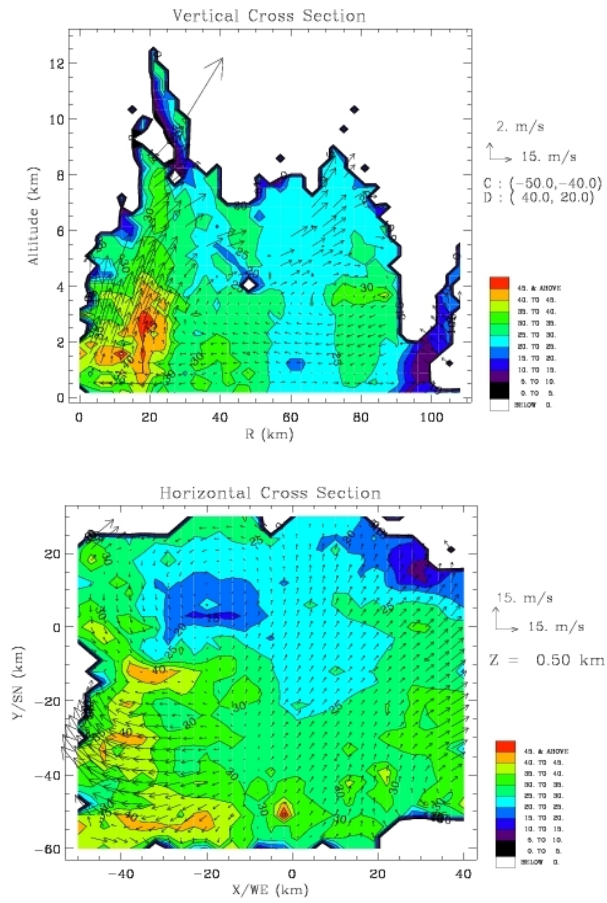 Vertical Cross Section
12
10
8
6
4
2
0
Altitude (km)
0 20 40 60 80 100
R (km)
2. m/s
15. m/s
C : (-50.0,-40.0)
D : ( 40.0, 20.0)
45. & ABOVE
40. TO 45.
35. TO 40.
30. TO 35.
25. TO 30.
20. TO 25.
15. TO 20.
10. TO 15.
5. TO 10.
0. TO 5.
BELOW 0.
Horizontal Cross Section
20
0
-20
-40
-60
Y/SN (km)
-40 -20 0 20 40
X/WE (km)
15. m/s
15. m/s
Z = 0.50 km
45. & ABOVE
40. TO 45.
35. TO 40.
30. TO 35.
25. TO 30.
20. TO 25.
15. TO 20.
10. TO 15.
5. TO 10.
0. TO 5.
BELOW 0.